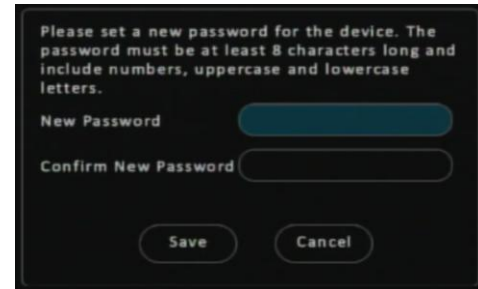 Please set a new password for the device. The
password must be at least 8 characters long and
include numbers, uppercase and lowercase
letters.
New Password
Confirm New Password
Save
Cancel